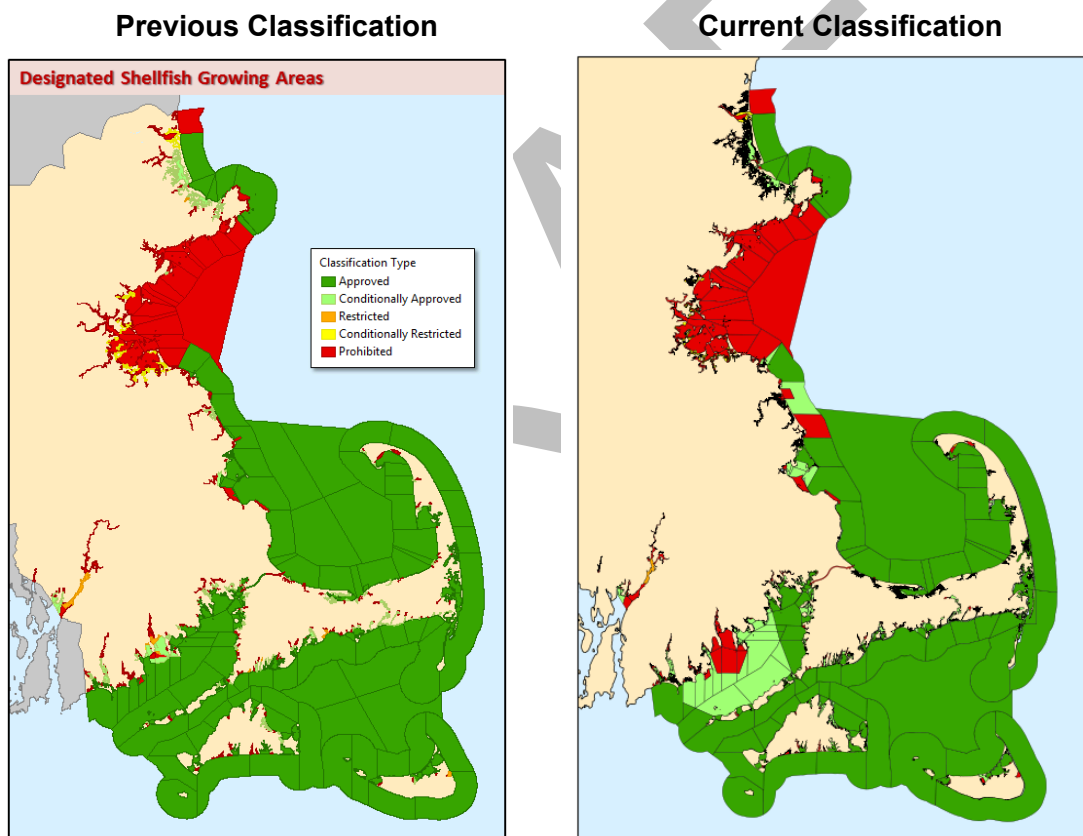 Previous Classification
Current Classification
Designated Shellfish Growing Areas
Classification Type
Approved
Conditionally Approved
Restricted
Conditionally Restricted
Prohibited